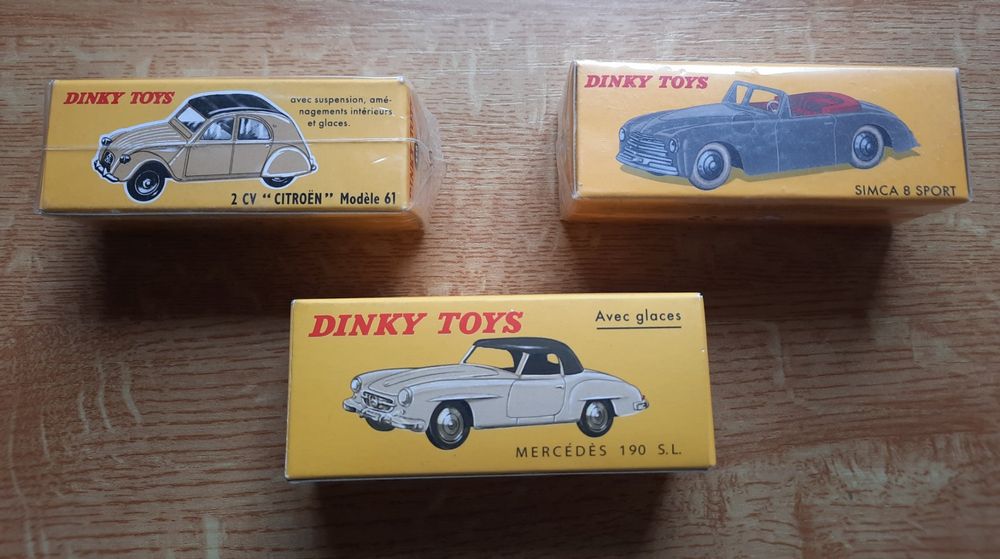 DINKY TOYS
avec suspension, amé-
nagements intérieurs
et glaces.
2 CV "CITROËN" Modèle 61
DINKY TOYS
SIMCA 8 SPORT
DINKY TOYS
Avec glaces
MERCÉDÈS 190 S.L.